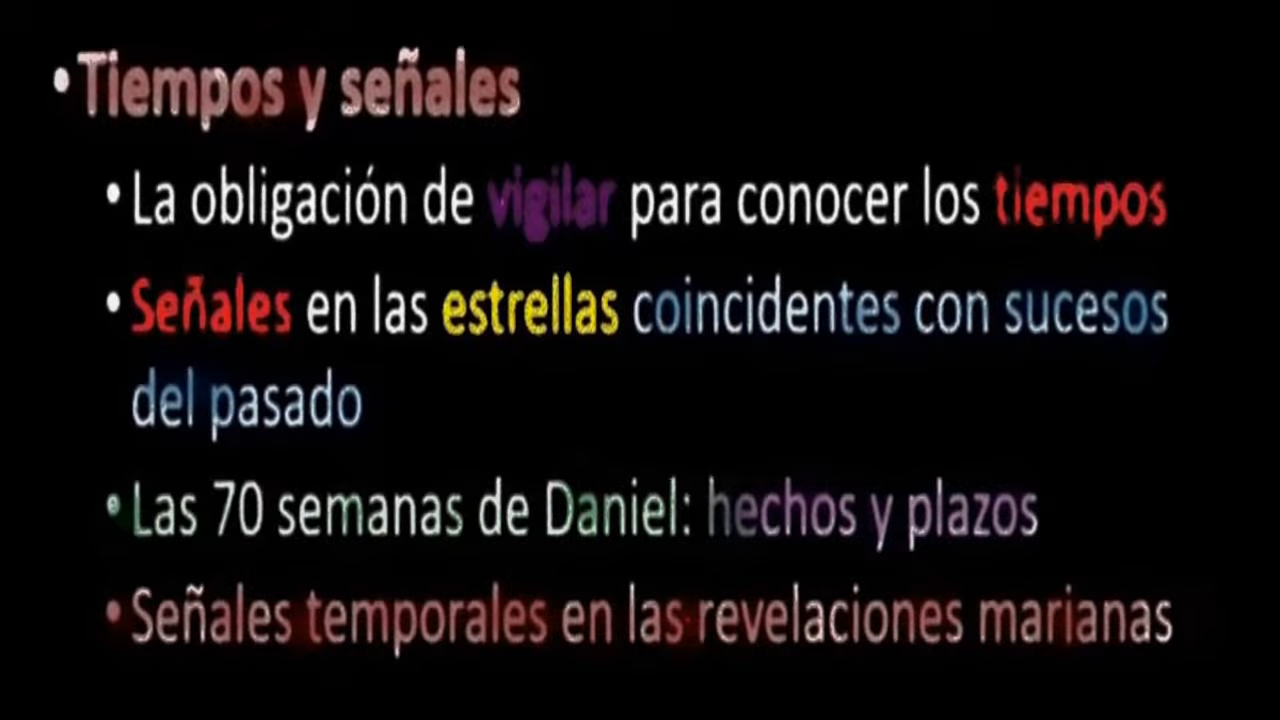 • Tiempos y señales
• La obligación de vigilar para conocer los tiempos
• Señales en las estrellas coincidentes con sucesos
del pasado
• Las 70 semanas de Daniel: hechos y plazos
• Señales temporales en las revelaciones marianas